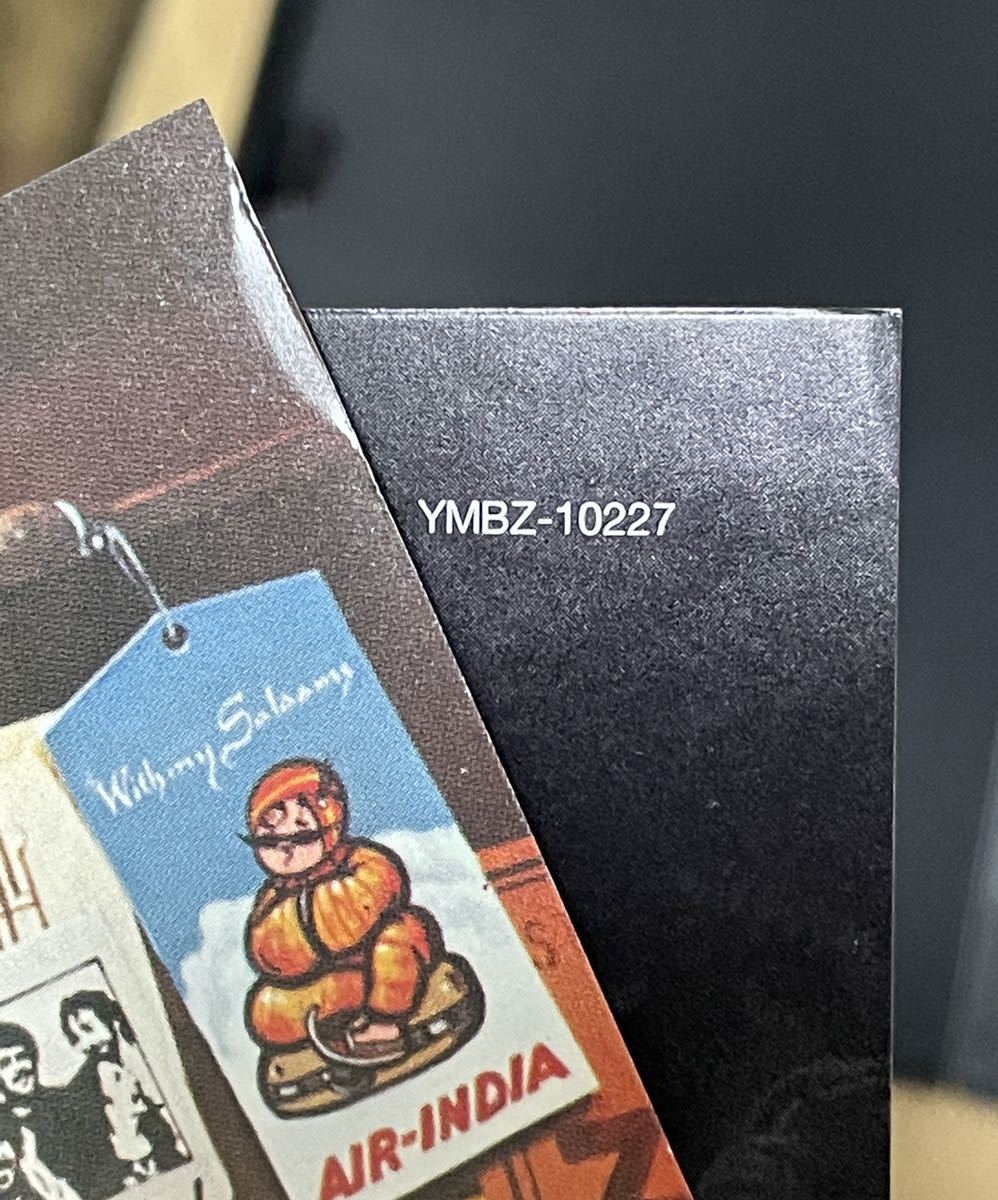 YMBZ-10227
With my Salaams
AIR-INDIA